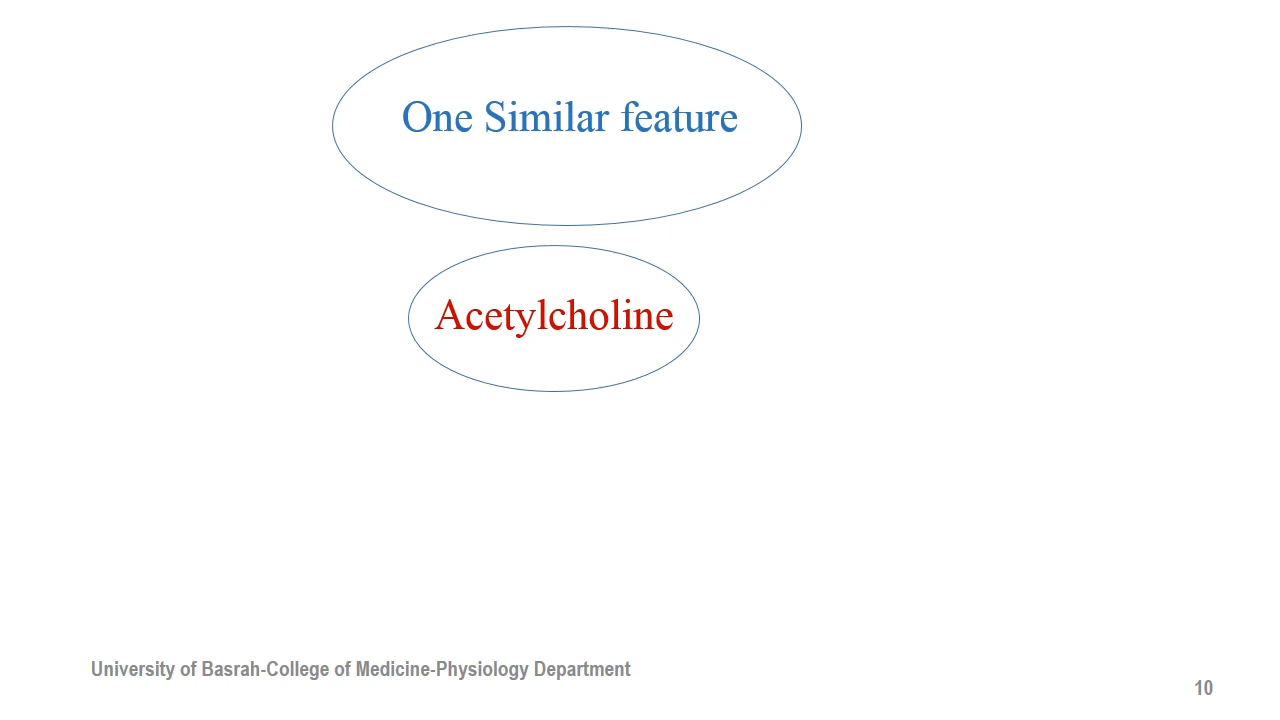 One Similar feature
Acetylcholine
University of Basrah-College of Medicine-Physiology Department
10